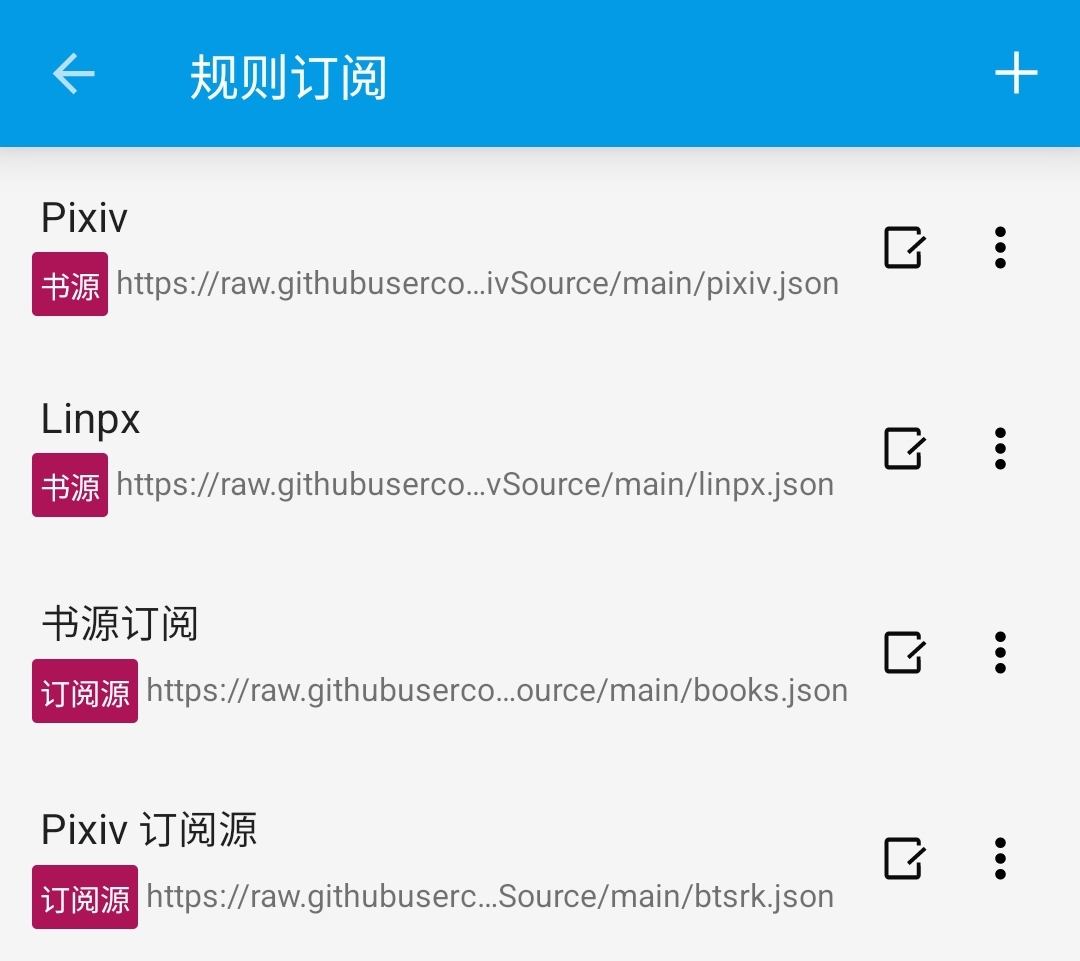 规则订阅
Pixiv
书源 https://raw.githubuserco…ivSource/main/pixiv.json
Linpx
书源 https://raw.githubuserco…vSource/main/linpx.json
书源订阅
订阅源 https://raw.githubuserco…ource/main/books.json
Pixiv 订阅源
订阅源 https://raw.githubuserc…Source/main/btsrk.json